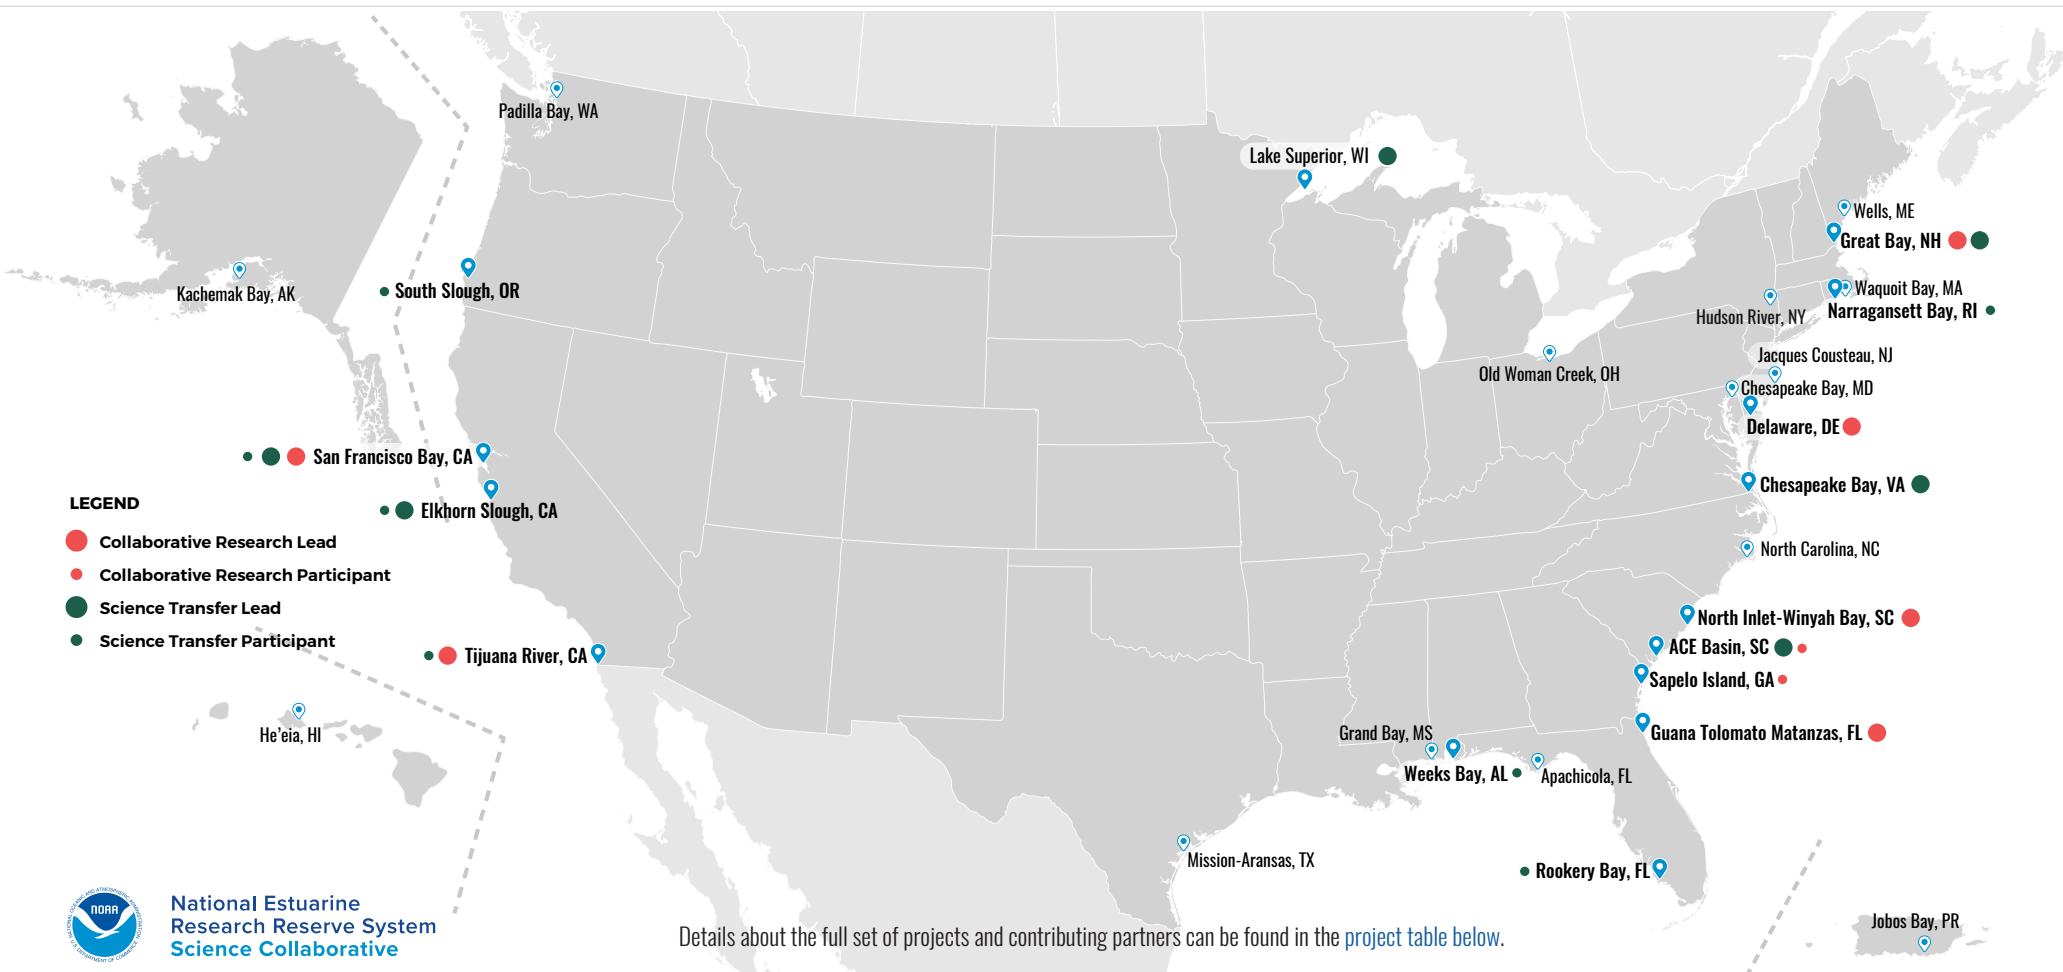 Padilla Bay, WA
Lake Superior, WI
Wells, ME
Great Bay, NH
Kachemak Bay, AK
South Slough, OR
Waquoit Bay, MA
Hudson River, NY
Narragansett Bay, RI
Jacques Cousteau, NJ
Old Woman Creek, OH
Chesapeake Bay, MD
Delaware, DE
San Francisco Bay, CA
Chesapeake Bay, VA
Elkhorn Slough, CA
LEGEND
Collaborative Research Lead
Collaborative Research Participant
Science Transfer Lead
Science Transfer Participant
North Carolina, NC
North Inlet-Winyah Bay, SC
ACE Basin, SC
Tijuana River, CA
Sapelo Island, GA
He'eia, HI
Grand Bay, MS
Guana Tolomato Matanzas, FL
Weeks Bay, AL
Apachicola, FL
Mission-Aransas, TX
Rookery Bay, FL
Jobos Bay, PR
NOAA
National Estuarine
Research Reserve System
Science Collaborative
Details about the full set of projects and contributing partners can be found in the project table below.